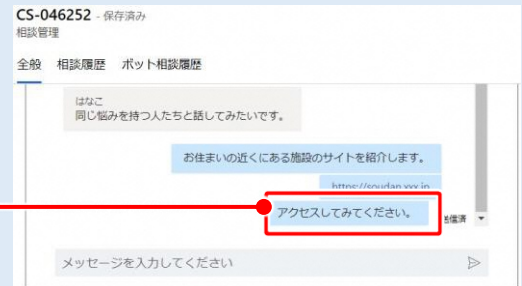 CS-046252 - 保存済み
相談管理
全般 相談履歴 ボット相談履歴
はなこ
同じ悩みを持つ人たちと話してみたいです。
お住まいの近くにある施設のサイトを紹介します。
https://soudan.xxx.jp
アクセスしてみてください。
送信済
メッセージを入力してください